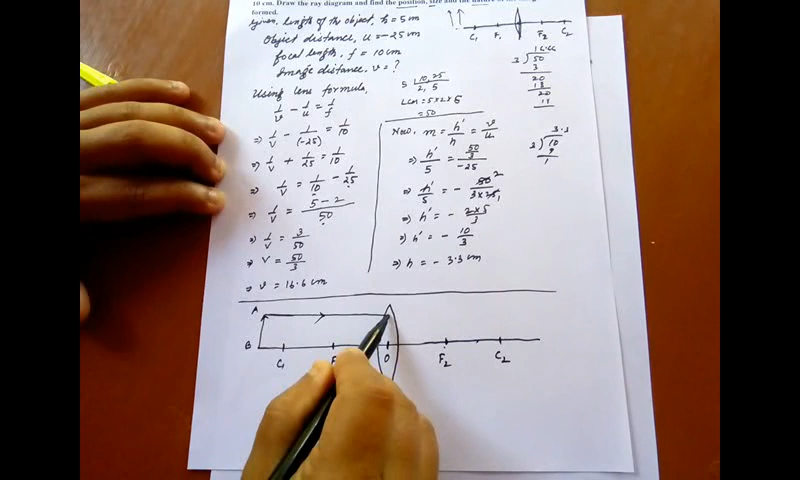 10 cm. Draw the ray diagram and find the position, size and the nature of the
formed.
Given, length of the object, h = 5 cm
Object distance, u = -25 cm
focal length, f = 10 cm
Image distance, v = ?
Using lens formula,
1/v - 1/u = 1/f
⇒ 1/v - 1/(-25) = 1/10
⇒ 1/v + 1/25 = 1/10
⇒ 1/v = 1/10 - 1/25
⇒ 1/v = 5-2/50
⇒ 1/v = 3/50
⇒ v = 50/3
⇒ v = 16.6 cm
5 | 10, 25
2, 5
LCM = 5×2×5
= 50
Now, m = h'/h = v/u
⇒ h'/5 = 50/3/-25
⇒ h'/5 = - 50 2/3×25 1
⇒ h' = - 2×5/3
⇒ h' = - 10/3
⇒ h = - 3.3 cm
C1 F1 F2 C2
16.66
3 50
3
20
18
20
18
3.3
3 10
9
1
A
B
C1 F O F2 C2